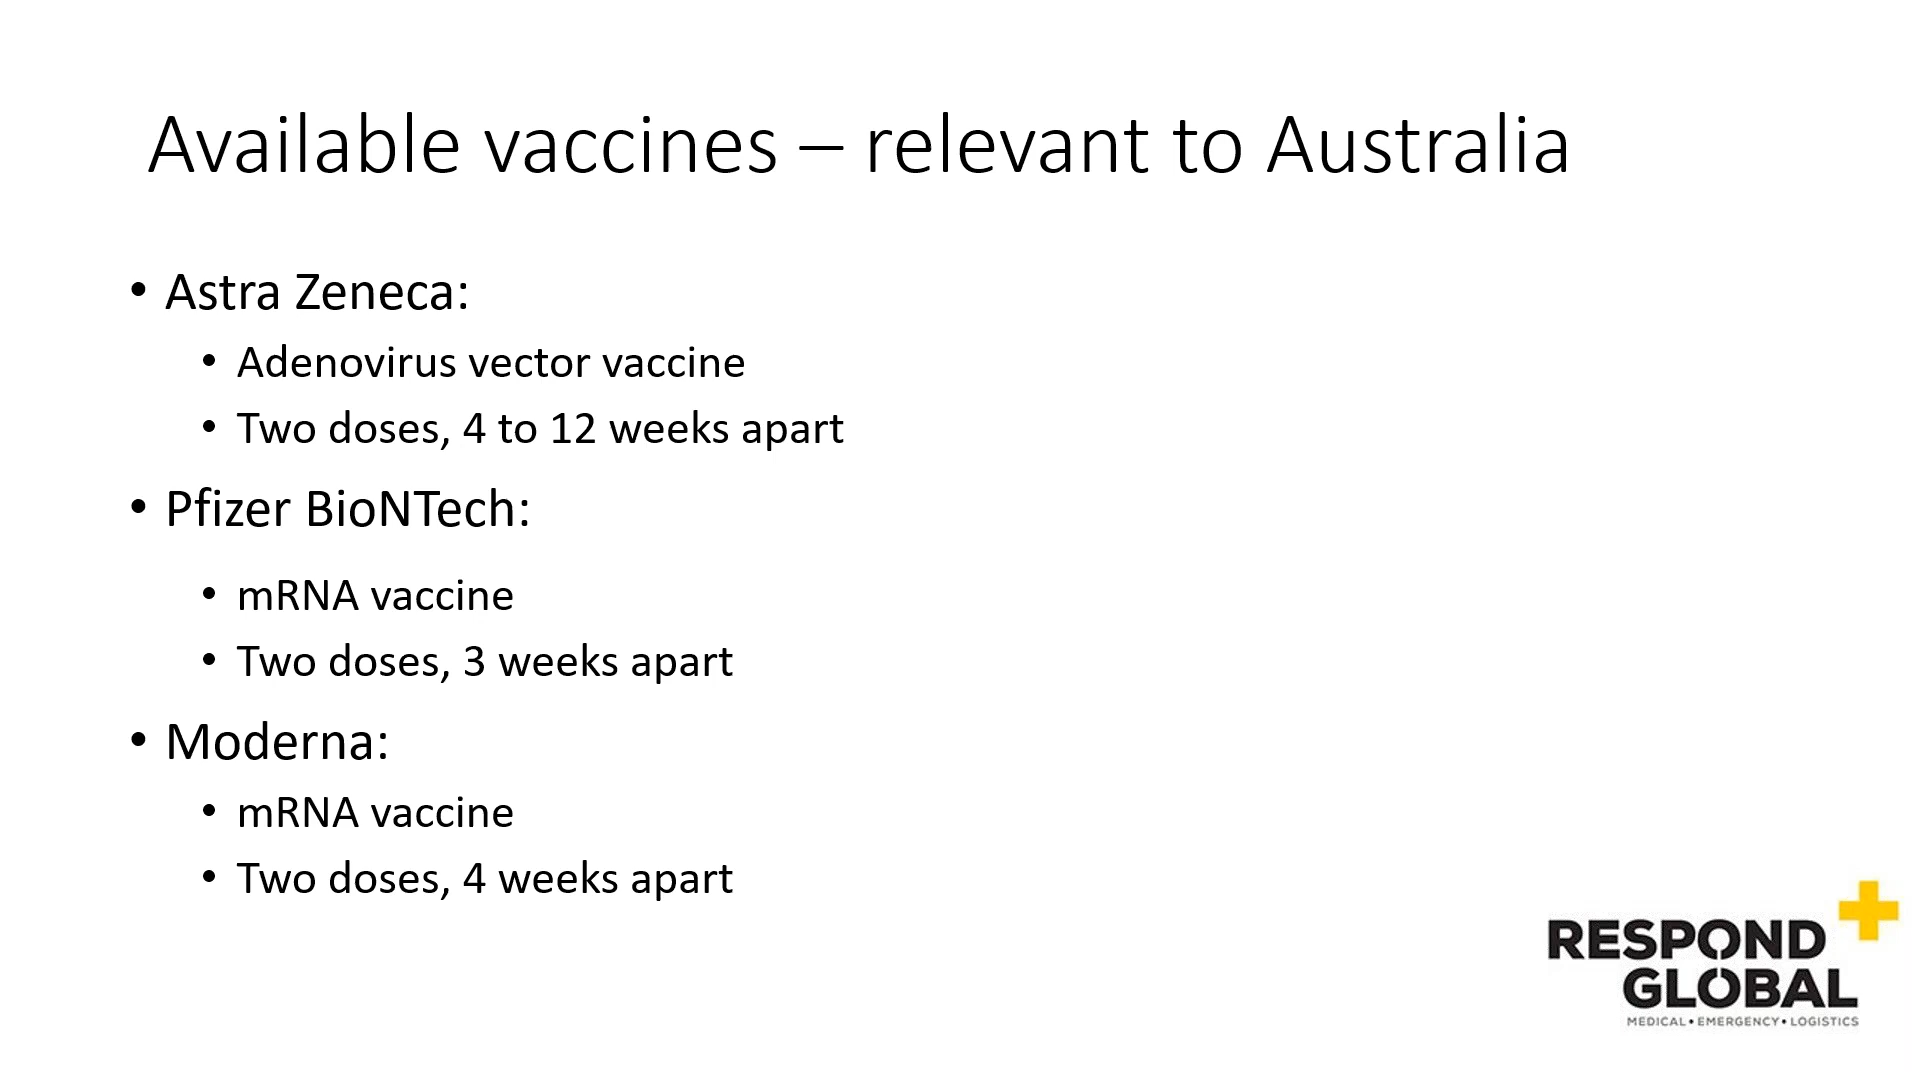 Available vaccines – relevant to Australia
• Astra Zeneca:
• Adenovirus vector vaccine
• Two doses, 4 to 12 weeks apart
• Pfizer BioNTech:
• mRNA vaccine
• Two doses, 3 weeks apart
• Moderna:
• mRNA vaccine
• Two doses, 4 weeks apart
RESPOND
GLOBAL
MEDICAL • EMERGENCY • LOGISTICS